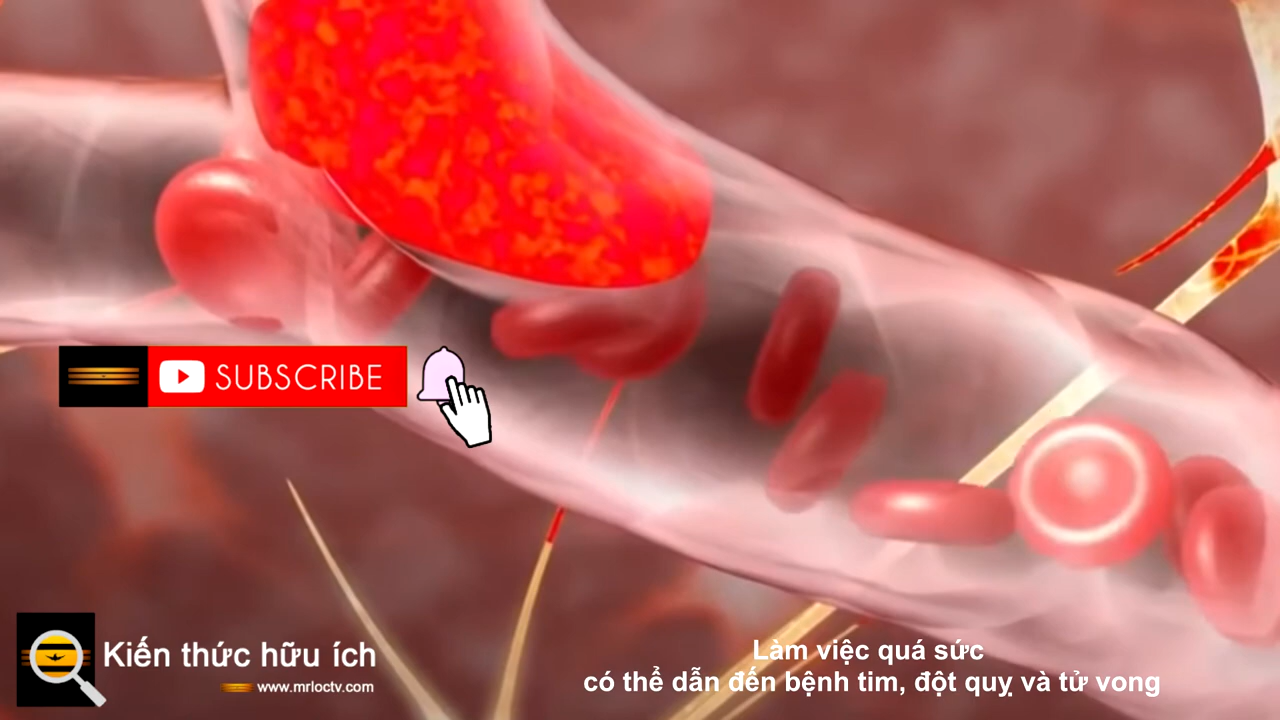 SUBSCRIBE
Kiến thức hữu ích
www.mrloctv.com
Làm việc quá sức
có thể dẫn đến bệnh tim, đột quỵ và tử vong